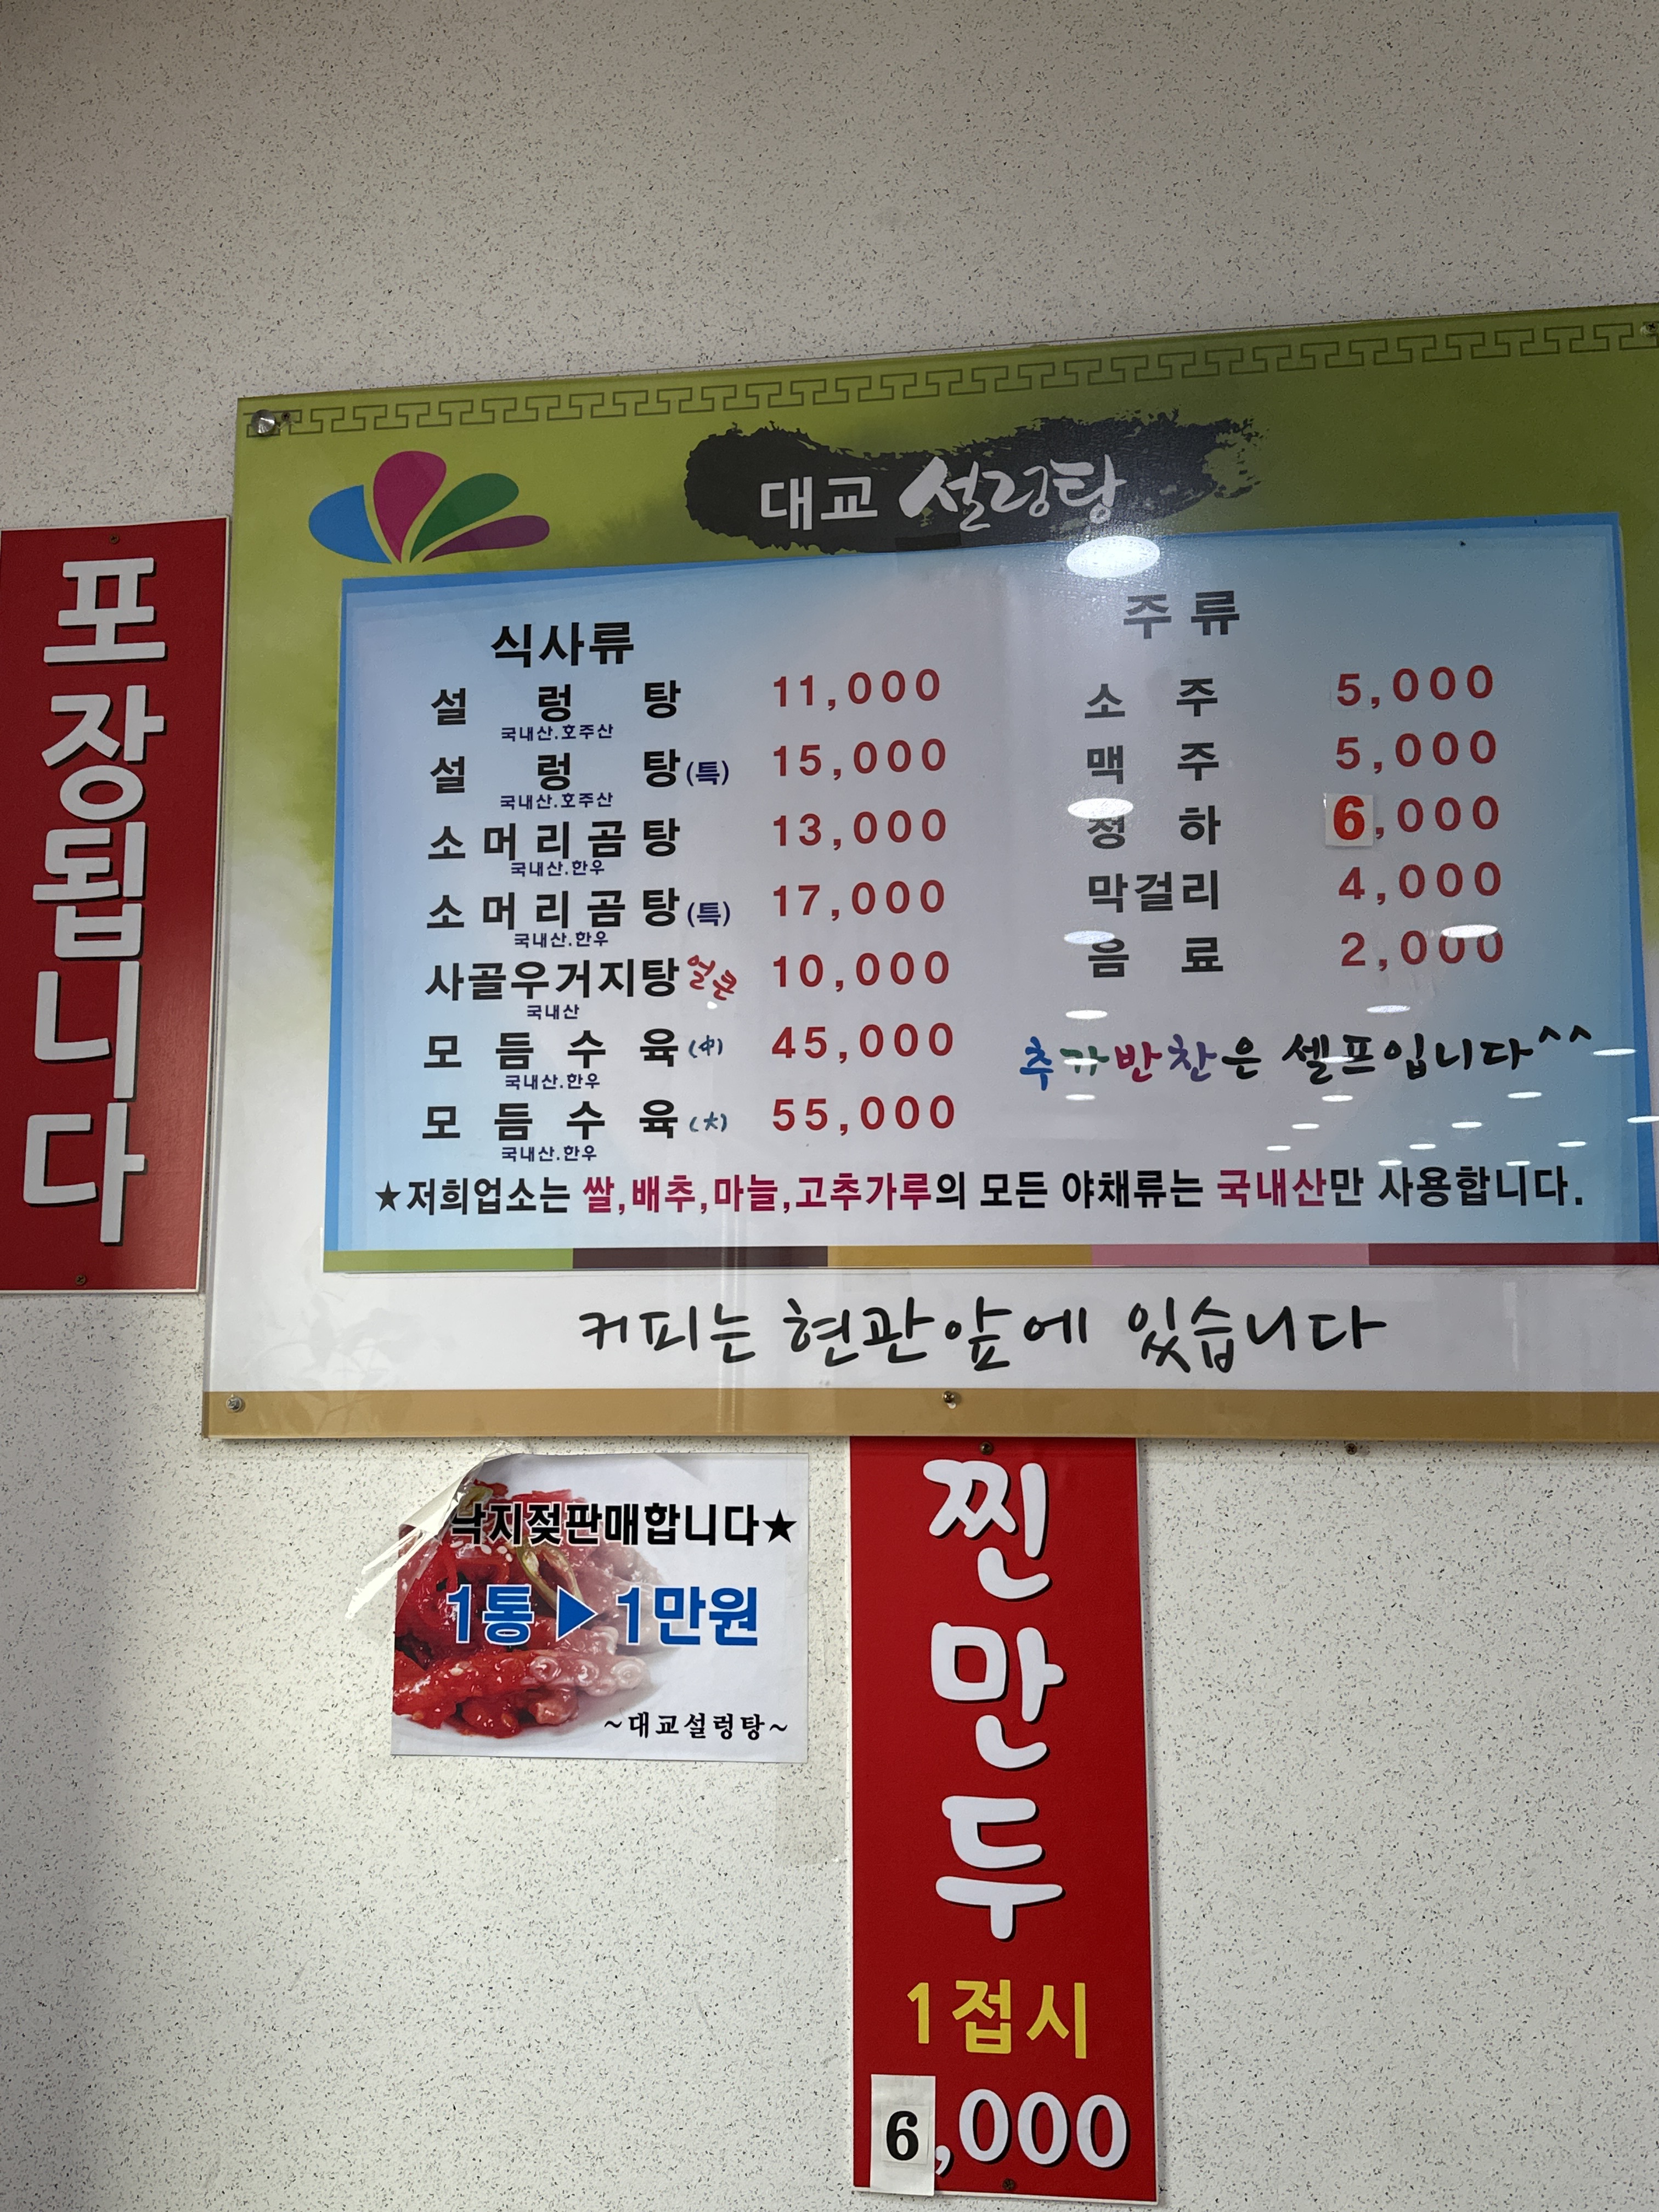 포장됩니다
대교 설렁탕
식사류
설렁탕 11,000
국내산.호주산
설렁탕(특) 15,000
국내산.호주산
소머리곰탕 13,000
국내산.한우
소머리곰탕(특) 17,000
국내산.한우
사골우거지탕 얼큰 10,000
국내산
모듬수육(中) 45,000
국내산.한우
모듬수육(大) 55,000
국내산.한우
주류
소주 5,000
맥주 5,000
청하 6,000
막걸리 4,000
음료 2,000
추가반찬은 셀프입니다^^
★저희업소는 쌀,배추,마늘,고추가루의 모든 야채류는 국내산만 사용합니다.
커피는 현관앞에 있습니다
낙지젖판매합니다★
1통 ▶ 1만원
~대교설렁탕~
찐만두
1접시
6,000